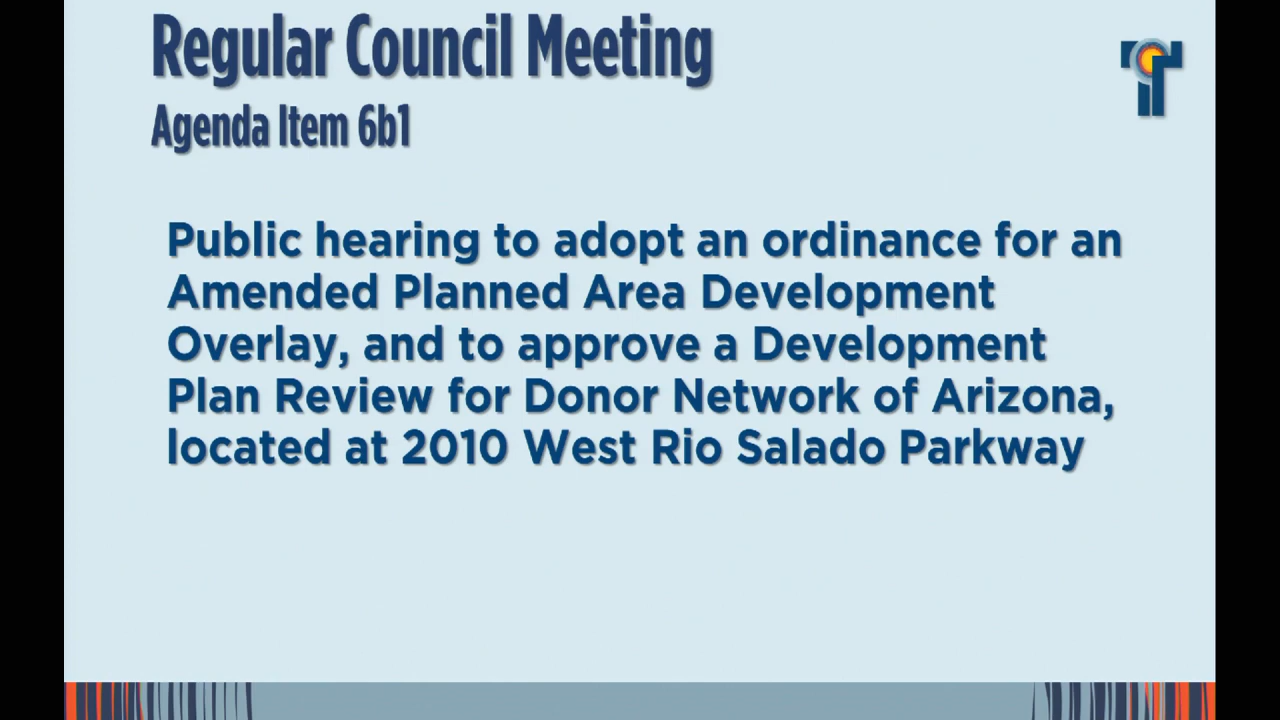 Regular Council Meeting
Agenda Item 6b1
Public hearing to adopt an ordinance for an
Amended Planned Area Development
Overlay, and to approve a Development
Plan Review for Donor Network of Arizona,
located at 2010 West Rio Salado Parkway